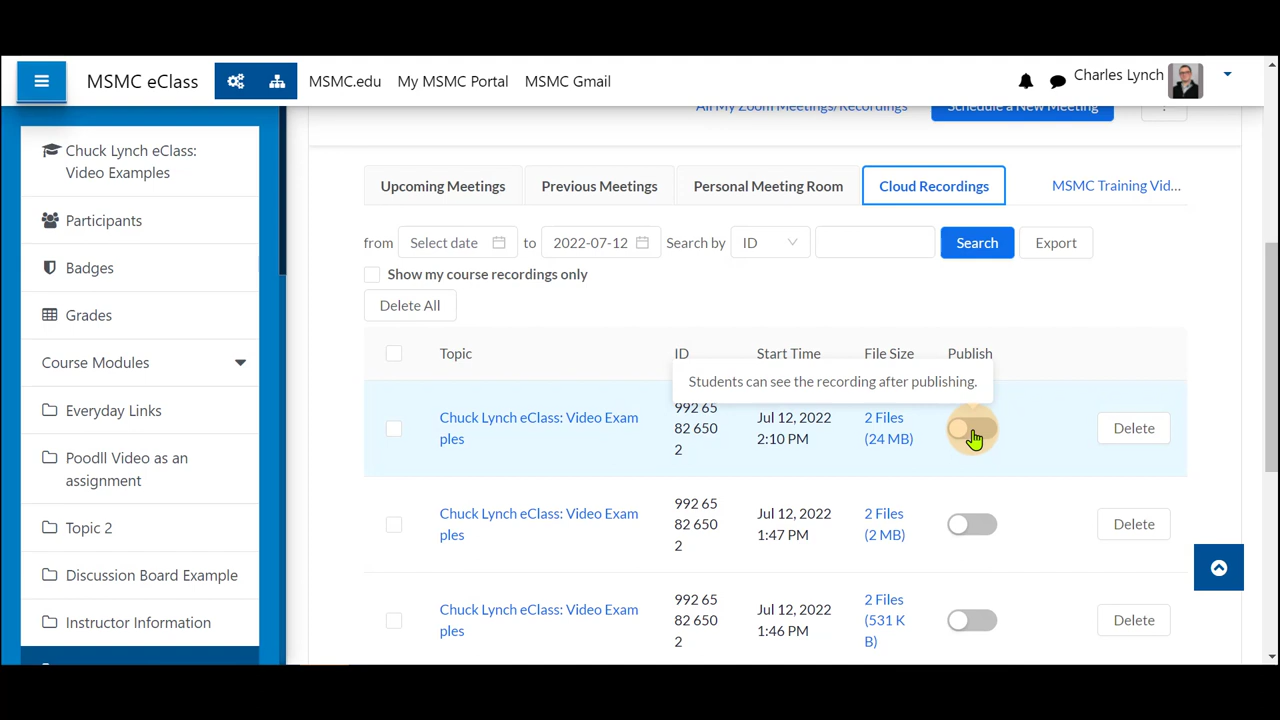 MSMC eClass
MSMC.edu
My MSMC Portal
MSMC Gmail
Charles Lynch
Chuck Lynch eClass:
Video Examples
Participants
Badges
Grades
Course Modules
Everyday Links
Poodll Video as an
assignment
Topic 2
Discussion Board Example
Instructor Information
All My Zoom Meetings/Recordings
Schedule a New Meeting
Upcoming Meetings
Previous Meetings
Personal Meeting Room
Cloud Recordings
MSMC Training Vid...
from Select date to 2022-07-12 Search by ID Search Export
Show my course recordings only
Delete All
Topic ID Start Time File Size Publish
Students can see the recording after publishing.
Chuck Lynch eClass: Video Exam
ples
992 65
82 650
2
Jul 12, 2022
2:10 PM
2 Files
(24 MB)
Delete
Chuck Lynch eClass: Video Exam
ples
992 65
82 650
2
Jul 12, 2022
1:47 PM
2 Files
(2 MB)
Delete
Chuck Lynch eClass: Video Exam
ples
992 65
82 650
2
Jul 12, 2022
1:46 PM
2 Files
(531 K
B)
Delete